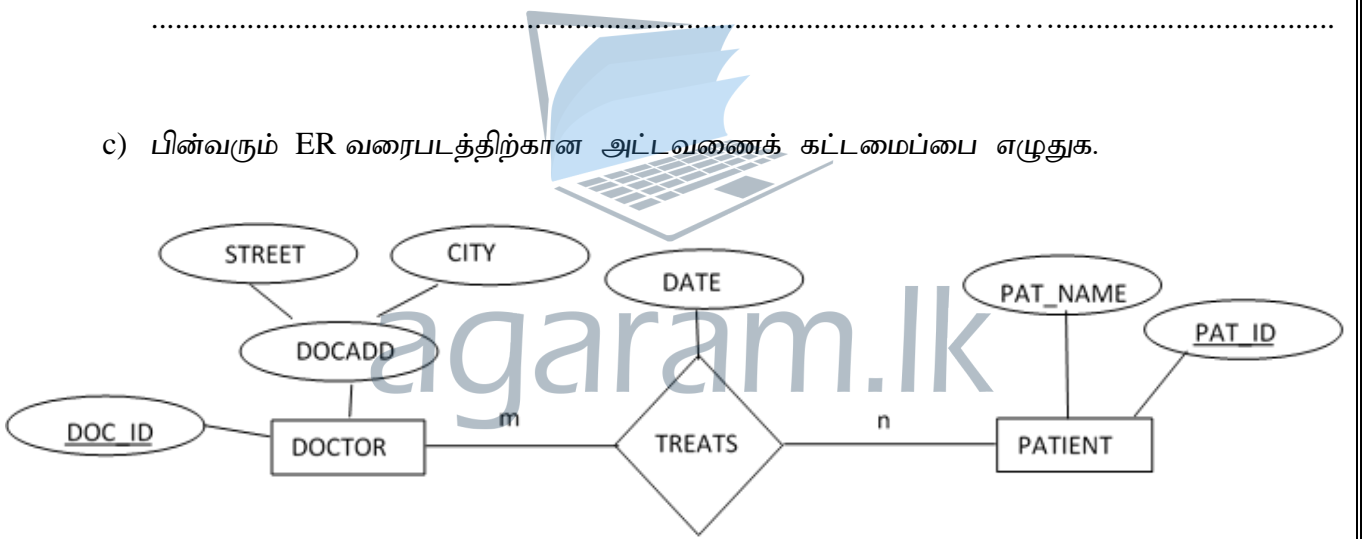 c) பின்வரும் ER வரைபடத்திற்கான அட்டவணைக் கட்டமைப்பை எழுதுக.
STREET CITY
DATE
PAT_NAME
PAT_ID
DOCADD
agaram.lk
DOC_ID
DOCTOR m TREATS n PATIENT